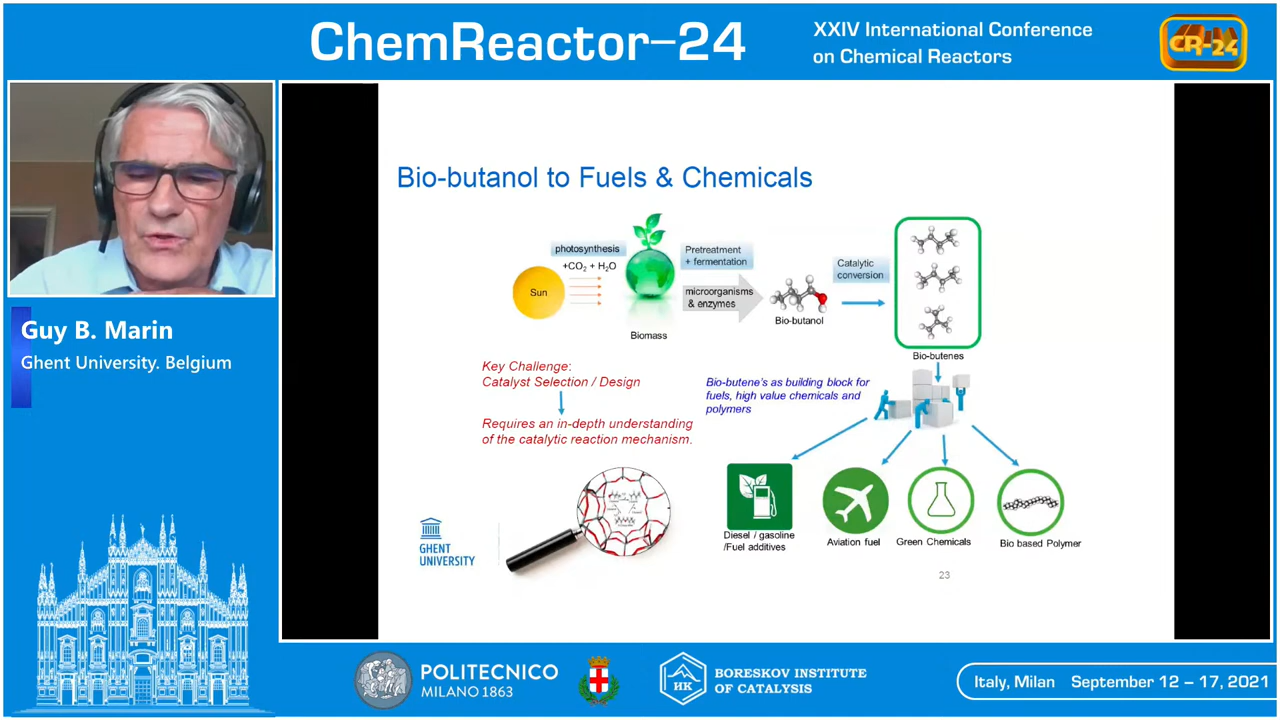 ChemReactor–24
XXIV International Conference
on Chemical Reactors
CR-24
Guy B. Marin
Ghent University. Belgium
Bio-butanol to Fuels & Chemicals
photosynthesis
+CO₂ + H₂O
Sun
Biomass
Pretreatment
+ fermentation
microorganisms
& enzymes
Bio-butanol
Catalytic
conversion
Bio-butenes
Key Challenge:
Catalyst Selection / Design
Requires an in-depth understanding
of the catalytic reaction mechanism.
Bio-butene's as building block for
fuels, high value chemicals and
polymers
Diesel / gasoline
/Fuel additives
Aviation fuel
Green Chemicals
Bio based Polymer
GHENT
UNIVERSITY
23
POLITECNICO
MILANO 1863
HK
BORESKOV INSTITUTE
OF CATALYSIS
Italy, Milan September 12 – 17, 2021